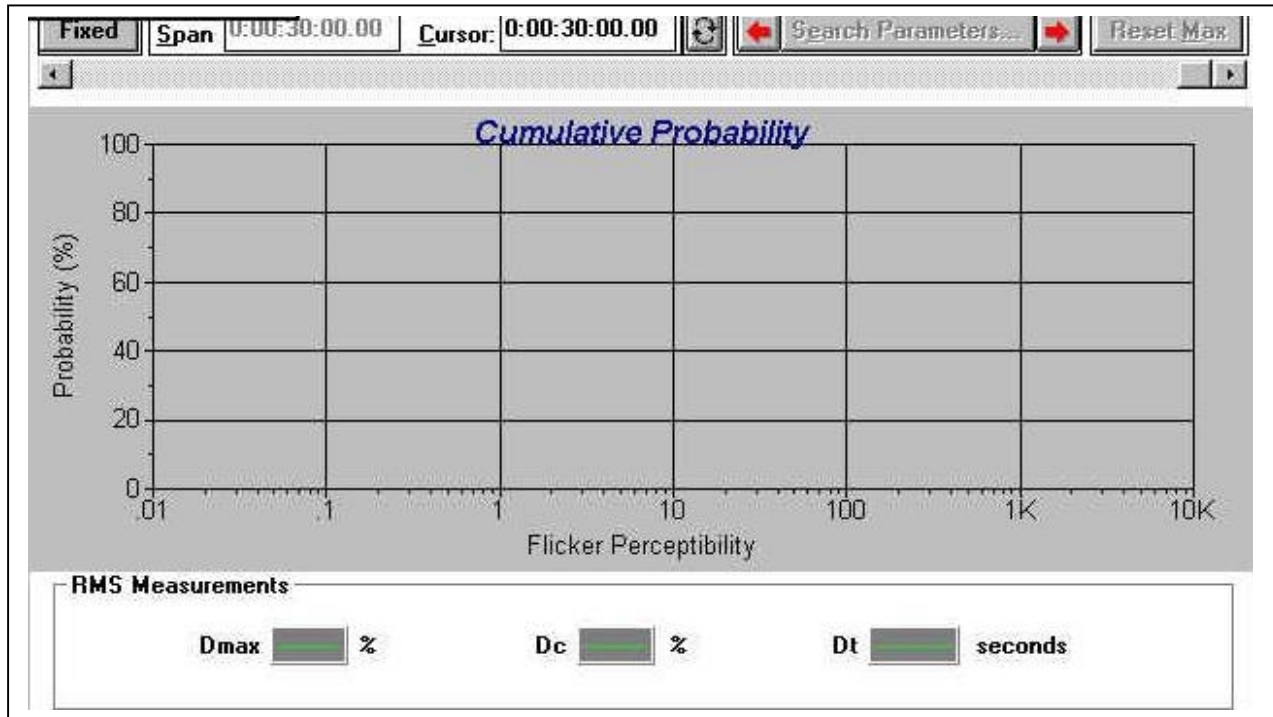 Fixed Span 0:00:30:00.00 Cursor: 0:00:30:00.00 Search Parameters... Reset Max
Cumulative Probability
100
80
60
40
20
0
Probability (%)
.01 .1 1 10 100 1K 10K
Flicker Perceptibility
RMS Measurements
Dmax % Dc % Dt seconds